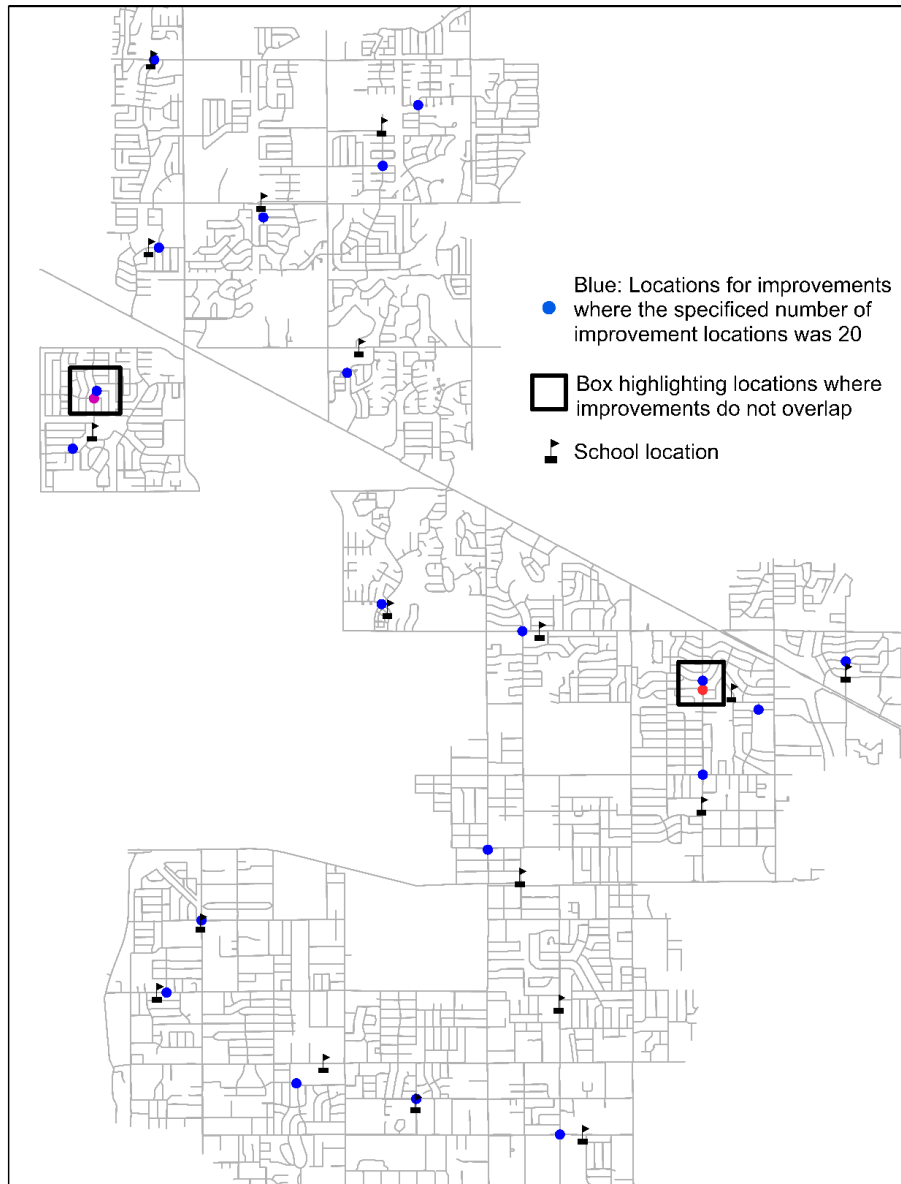 Blue: Locations for improvements
where the specificed number of
improvement locations was 20
Box highlighting locations where
improvements do not overlap
School location